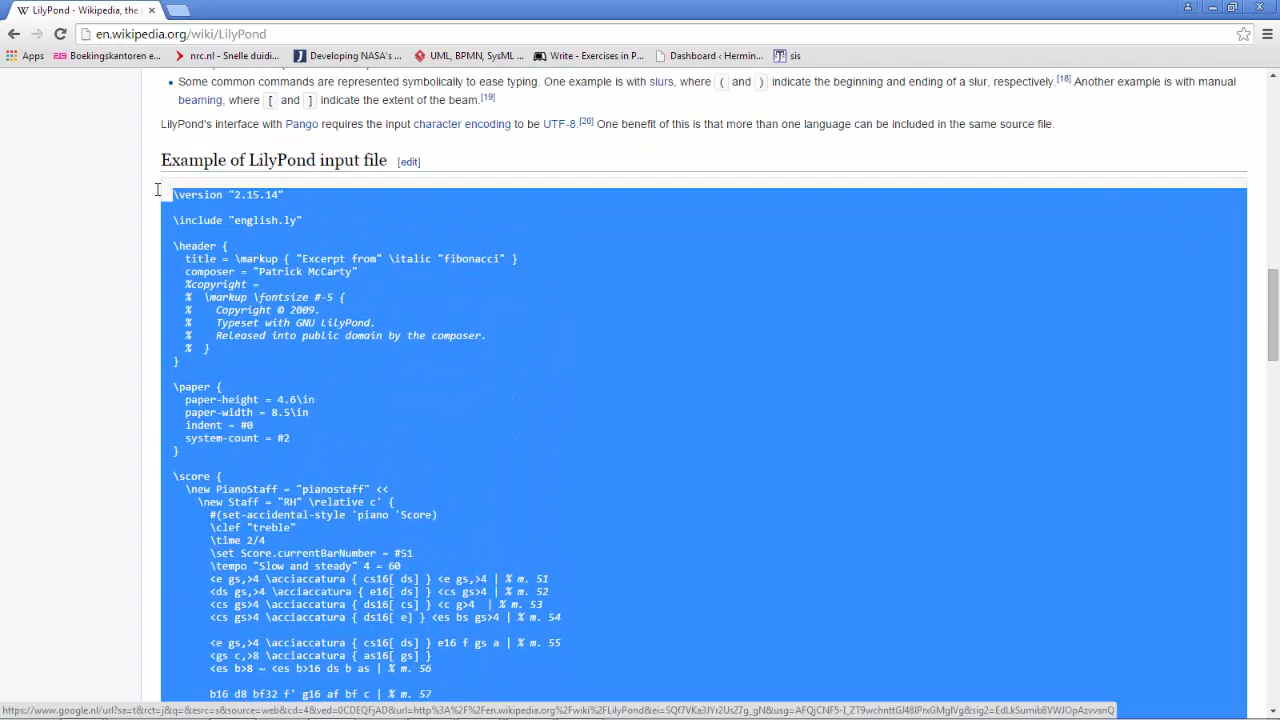 LilyPond - Wikipedia, the
en.wikipedia.org/wiki/LilyPond
Apps Boekingskantoren e... nrc.nl - Snelle duidi... Developing NASA's ... UML, BPMN, SysML ... Write - Exercises in P... Dashboard ‹ Hermin... sis
Some common commands are represented symbolically to ease typing. One example is with slurs, where ( and ) indicate the beginning and ending of a slur, respectively.[18] Another example is with manual
beaming, where [ and ] indicate the extent of the beam.[19]
LilyPond's interface with Pango requires the input character encoding to be UTF-8.[20] One benefit of this is that more than one language can be included in the same source file.
Example of LilyPond input file [edit]
\version "2.15.14"
\include "english.ly"
\header {
title = \markup { "Excerpt from" \italic "fibonacci" }
composer = "Patrick McCarty"
%copyright =
% \markup \fontsize #-5 {
% Copyright © 2009.
% Typeset with GNU LilyPond.
% Released into public domain by the composer.
% }
}
\paper {
paper-height = 4.6\in
paper-width = 8.5\in
indent = #0
system-count = #2
}
\score {
\new PianoStaff = "pianostaff" <<
\new Staff = "RH" \relative c' {
#(set-accidental-style 'piano 'Score)
\clef "treble"
\time 2/4
\set Score.currentBarNumber = #51
\tempo "Slow and steady" 4 = 60
<e gs,>4 \acciaccatura { cs16[ ds] } <e gs,>4 | % m. 51
<ds gs,>4 \acciaccatura { e16[ ds] } <cs gs>4 | % m. 52
<cs gs>4 \acciaccatura { ds16[ cs] } <c g>4 | % m. 53
<cs gs>4 \acciaccatura { ds16[ e] } <es bs gs>4 | % m. 54
<e gs,>4 \acciaccatura { cs16[ ds] } e16 f gs a | % m. 55
<gs c,>8 \acciaccatura { as16[ gs] }
<es b>8 ~ <es b>16 ds b as | % m. 56
b16 d8 bf32 f' g16 af bf c | % m. 57